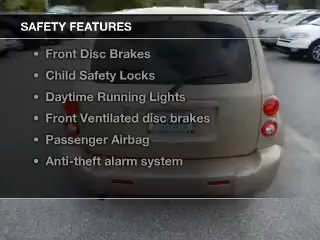 SAFETY FEATURES
• Front Disc Brakes
• Child Safety Locks
• Daytime Running Lights
• Front Ventilated disc brakes
• Passenger Airbag
• Anti-theft alarm system